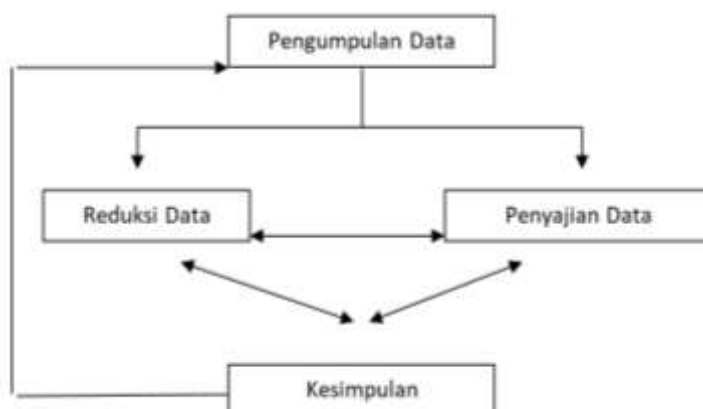 Pengumpulan Data
Reduksi Data
Penyajian Data
Kesimpulan